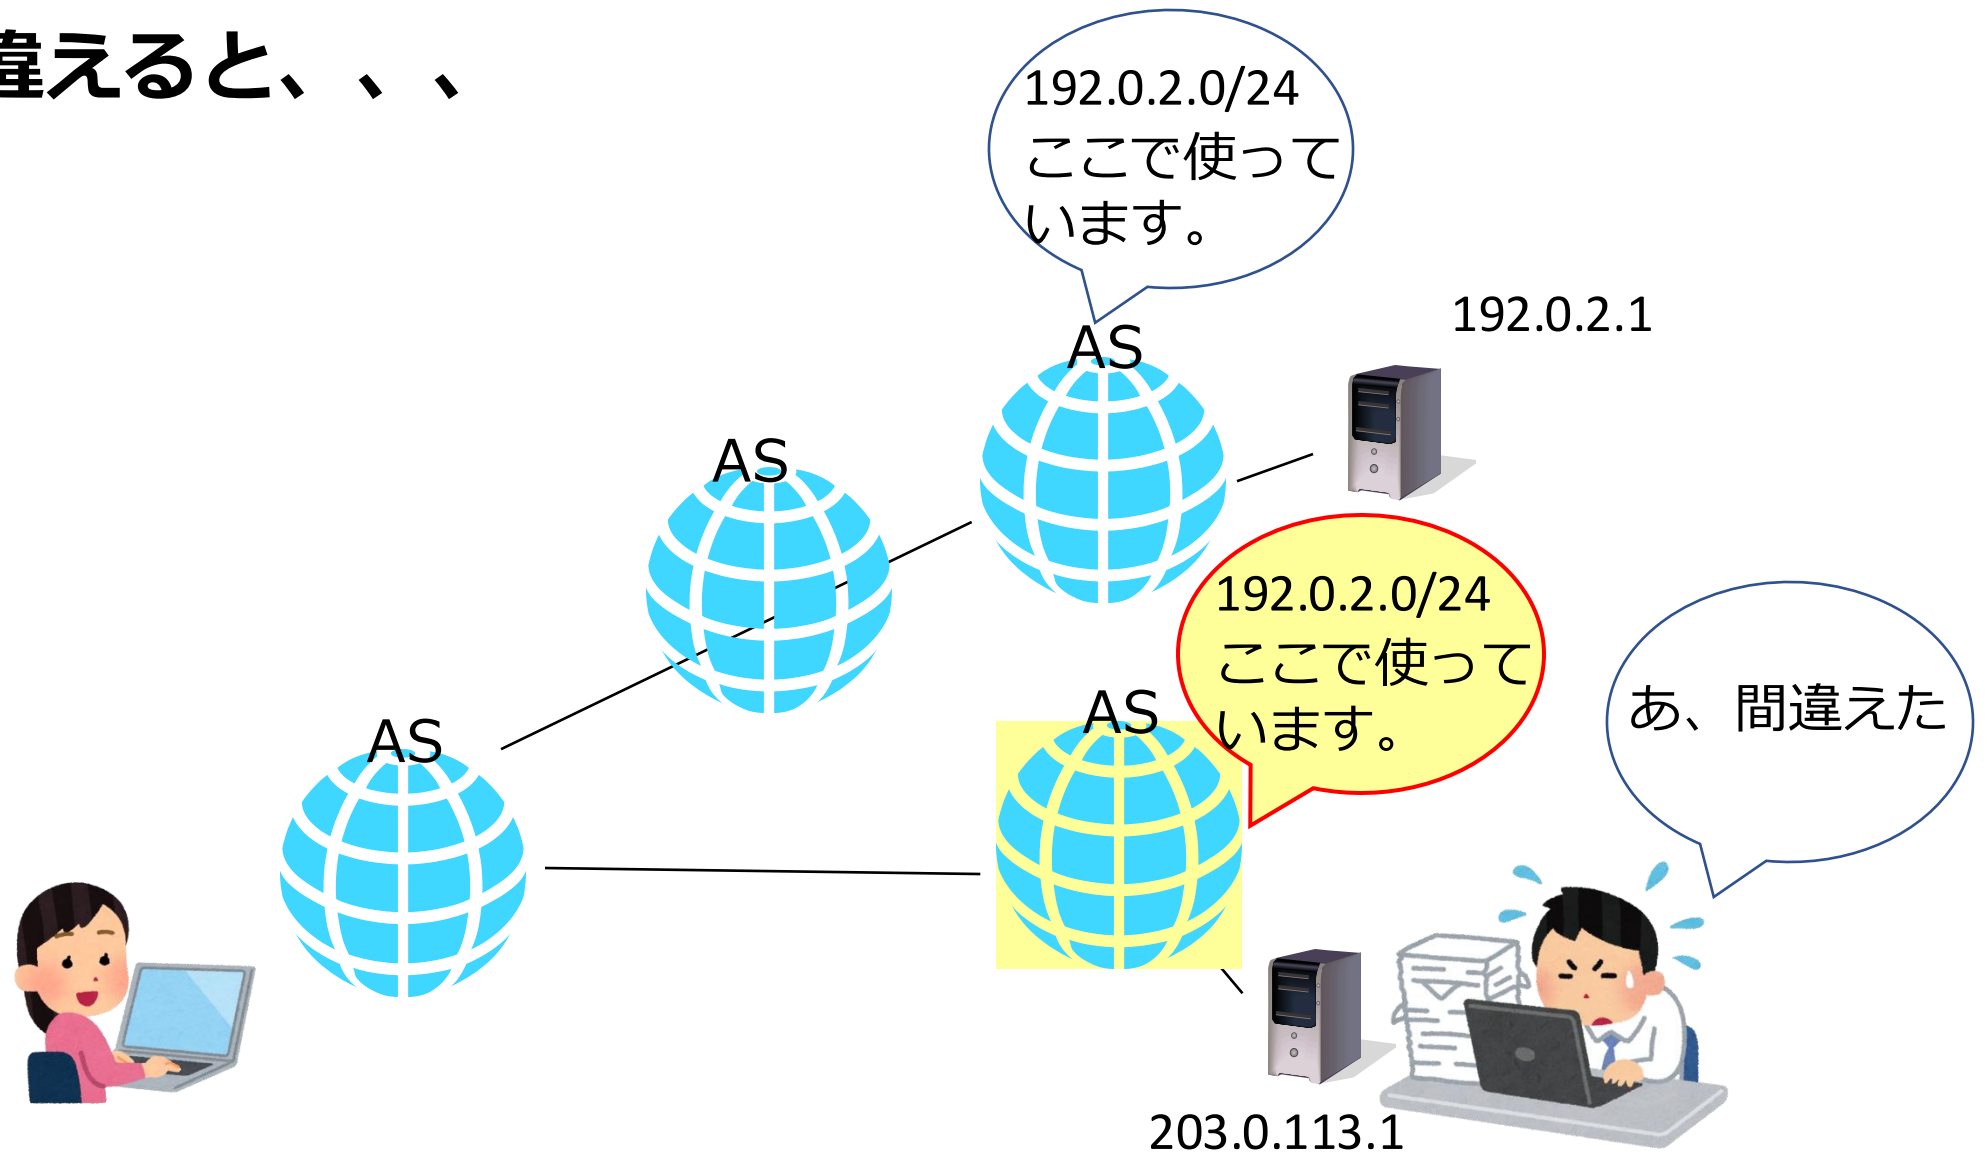 違えると、、、
192.0.2.0/24
ここで使って
います。
192.0.2.1
AS
AS
192.0.2.0/24
ここで使って
います。
あ、間違えた
AS
AS
203.0.113.1